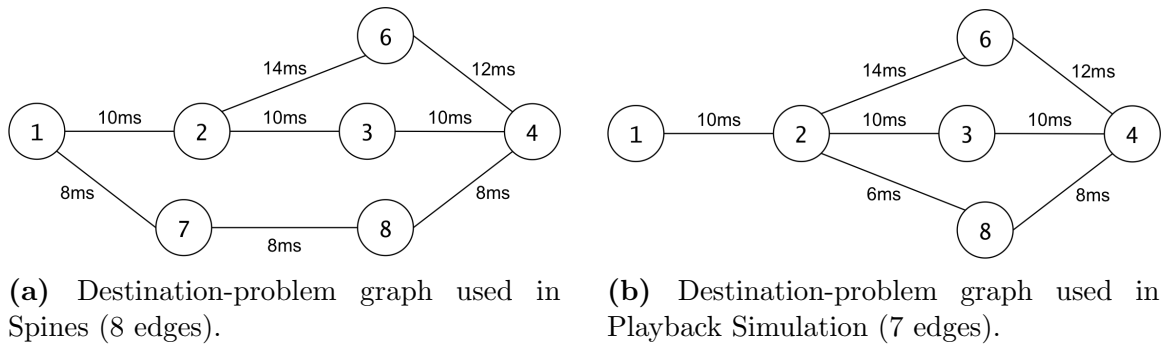 6
14ms
12ms
1
10ms
2
10ms
3
10ms
4
8ms
8ms
7
8ms
8
(a) Destination-problem graph used in
Spines (8 edges).
6
14ms
12ms
1
10ms
2
10ms
3
10ms
4
6ms
8ms
8
(b) Destination-problem graph used in
Playback Simulation (7 edges).